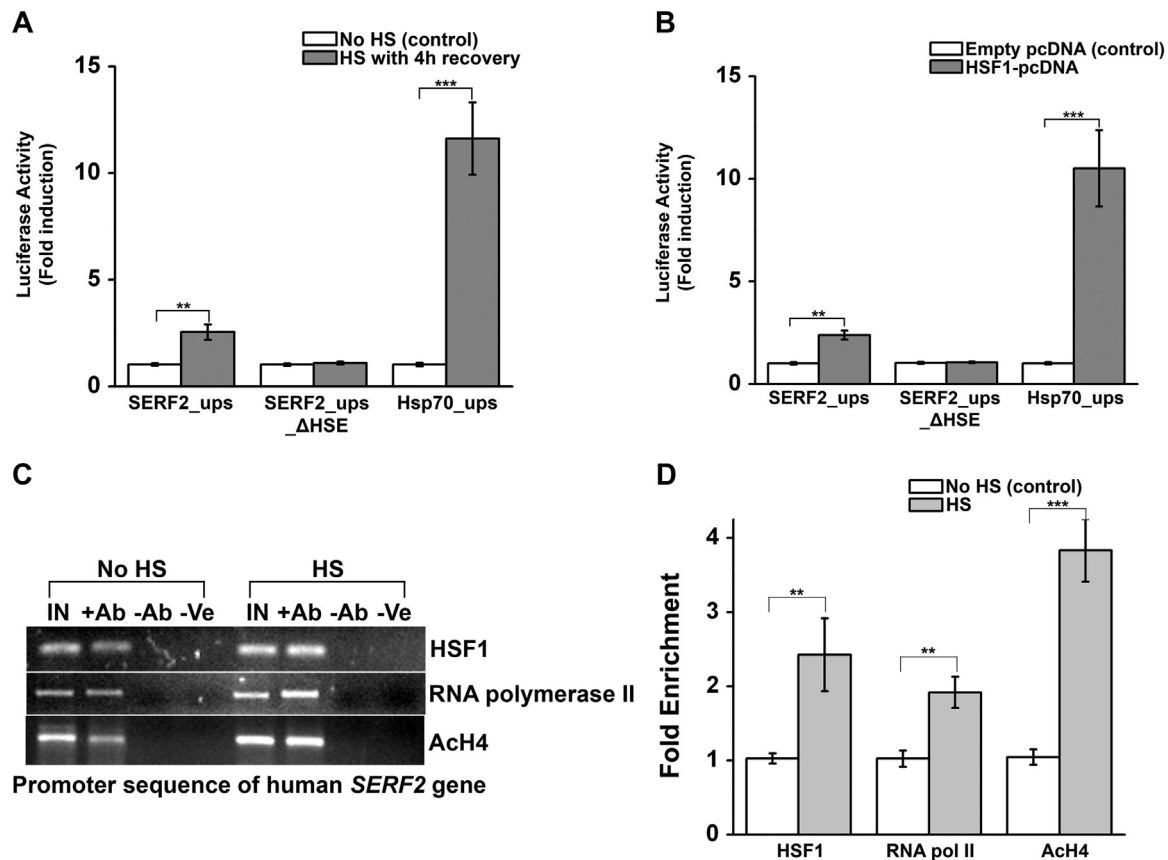 A
No HS (control)
HS with 4h recovery
Luciferase Activity
(Fold induction)
15
10
5
0
**
***
SERF2_ups
SERF2_ups
_ΔHSE
Hsp70_ups
B
Empty pcDNA (control)
HSF1-pcDNA
Luciferase Activity
(Fold induction)
15
10
5
0
**
***
SERF2_ups
SERF2_ups
_ΔHSE
Hsp70_ups
C
No HS HS
IN +Ab -Ab -Ve IN +Ab -Ab -Ve
HSF1
RNA polymerase II
AcH4
Promoter sequence of human SERF2 gene
D
No HS (control)
HS
Fold Enrichment
4
3
2
1
0
**
**
***
HSF1
RNA pol II
AcH4